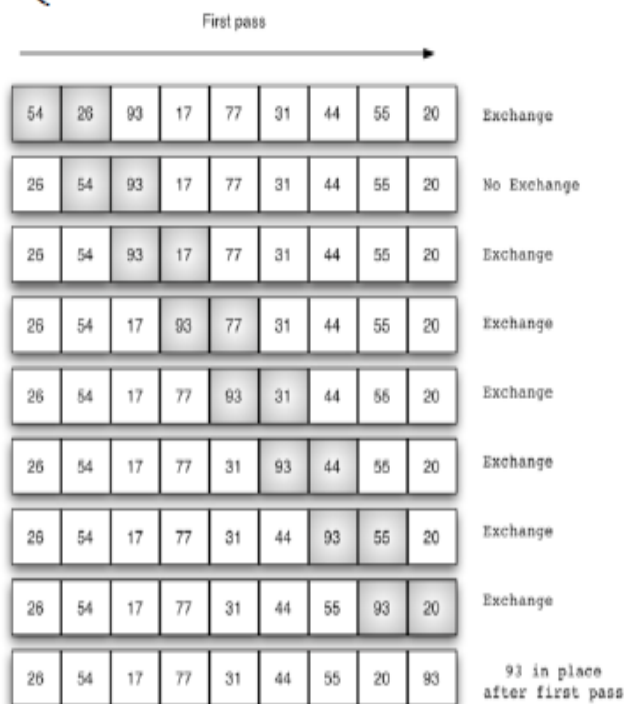 First pass
54 26 93 17 77 31 44 55 20 Exchange
26 54 93 17 77 31 44 55 20 No Exchange
26 54 93 17 77 31 44 55 20 Exchange
26 54 17 93 77 31 44 55 20 Exchange
26 54 17 77 93 31 44 55 20 Exchange
26 54 17 77 31 93 44 55 20 Exchange
26 54 17 77 31 44 93 55 20 Exchange
26 54 17 77 31 44 55 93 20 Exchange
26 54 17 77 31 44 55 20 93 93 in place
after first pass